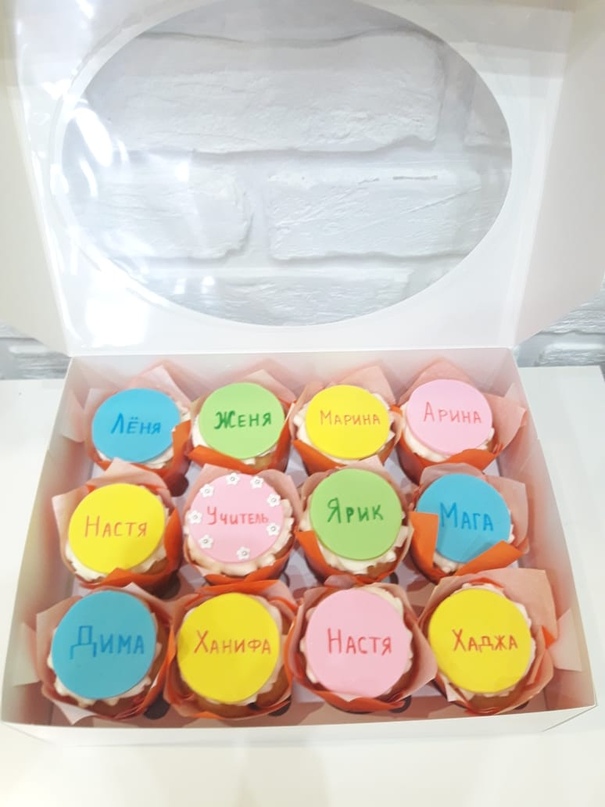 Лёня
Женя
Марина
Арина
Настя
Учитель
Ярик
Мага
Дима
Ханифа
Настя
Хаджа